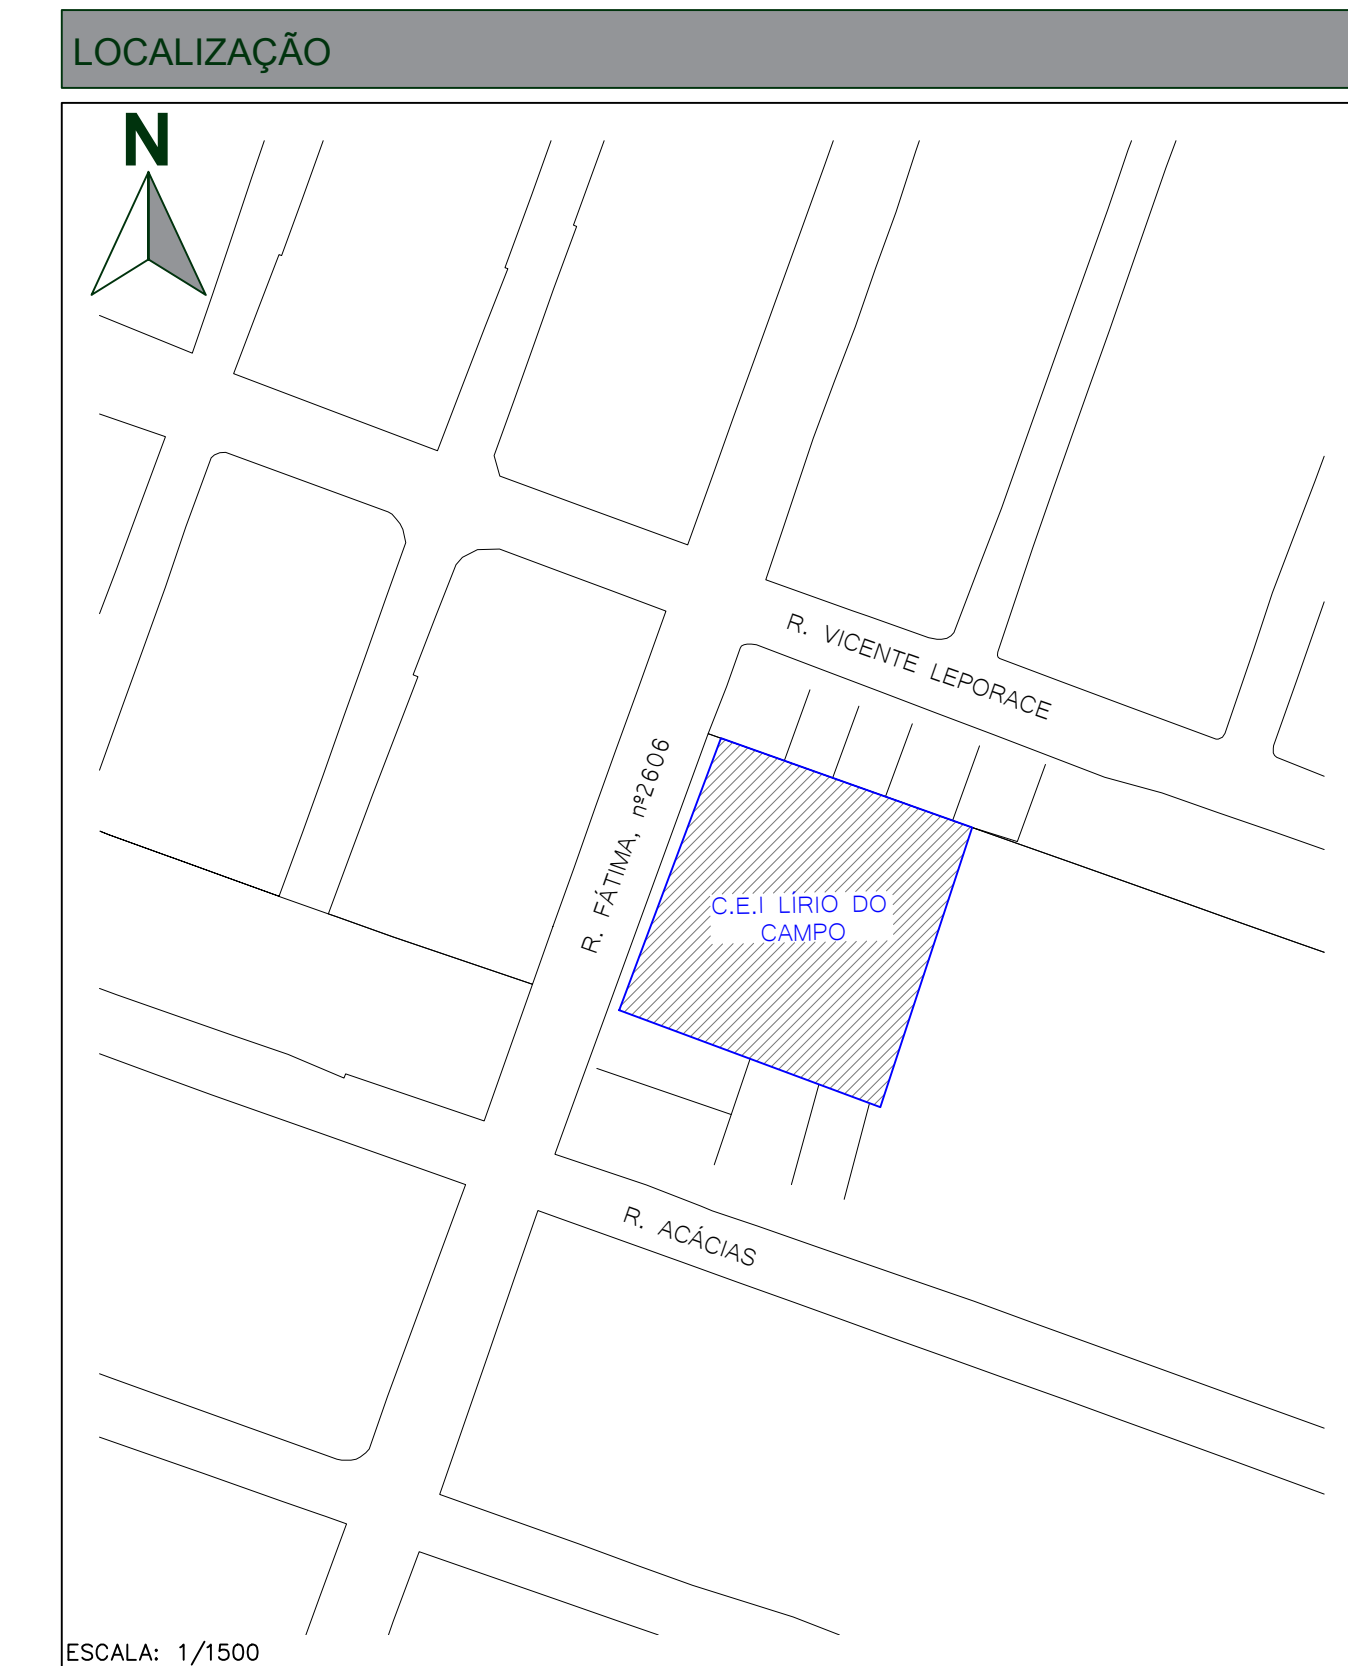 LOCALIZAÇÃO
N
R. VICENTE LEPORACE
R. FÁTIMA, nº2606
C.E.I LÍRIO DO
CAMPO
R. ACÁCIAS
ESCALA: 1/1500